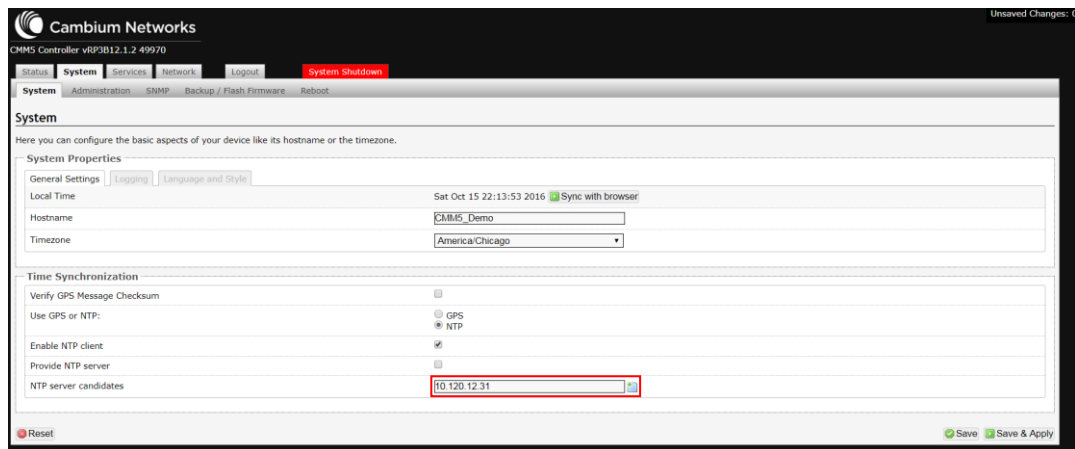 Unsaved Changes:
Cambium Networks
CMM5 Controller vRP3B12.1.2 49970
Status System Services Network Logout System Shutdown
System Administration SNMP Backup / Flash Firmware Reboot
System
Here you can configure the basic aspects of your device like its hostname or the timezone.
System Properties
General Settings Logging Language and Style
Local Time Sat Oct 15 22:13:53 2016 Sync with browser
Hostname CMM5_Demo
Timezone America/Chicago
Time Synchronization
Verify GPS Message Checksum
Use GPS or NTP: GPS
NTP
Enable NTP client
Provide NTP server
NTP server candidates 10.120.12.31
Reset Save Save & Apply